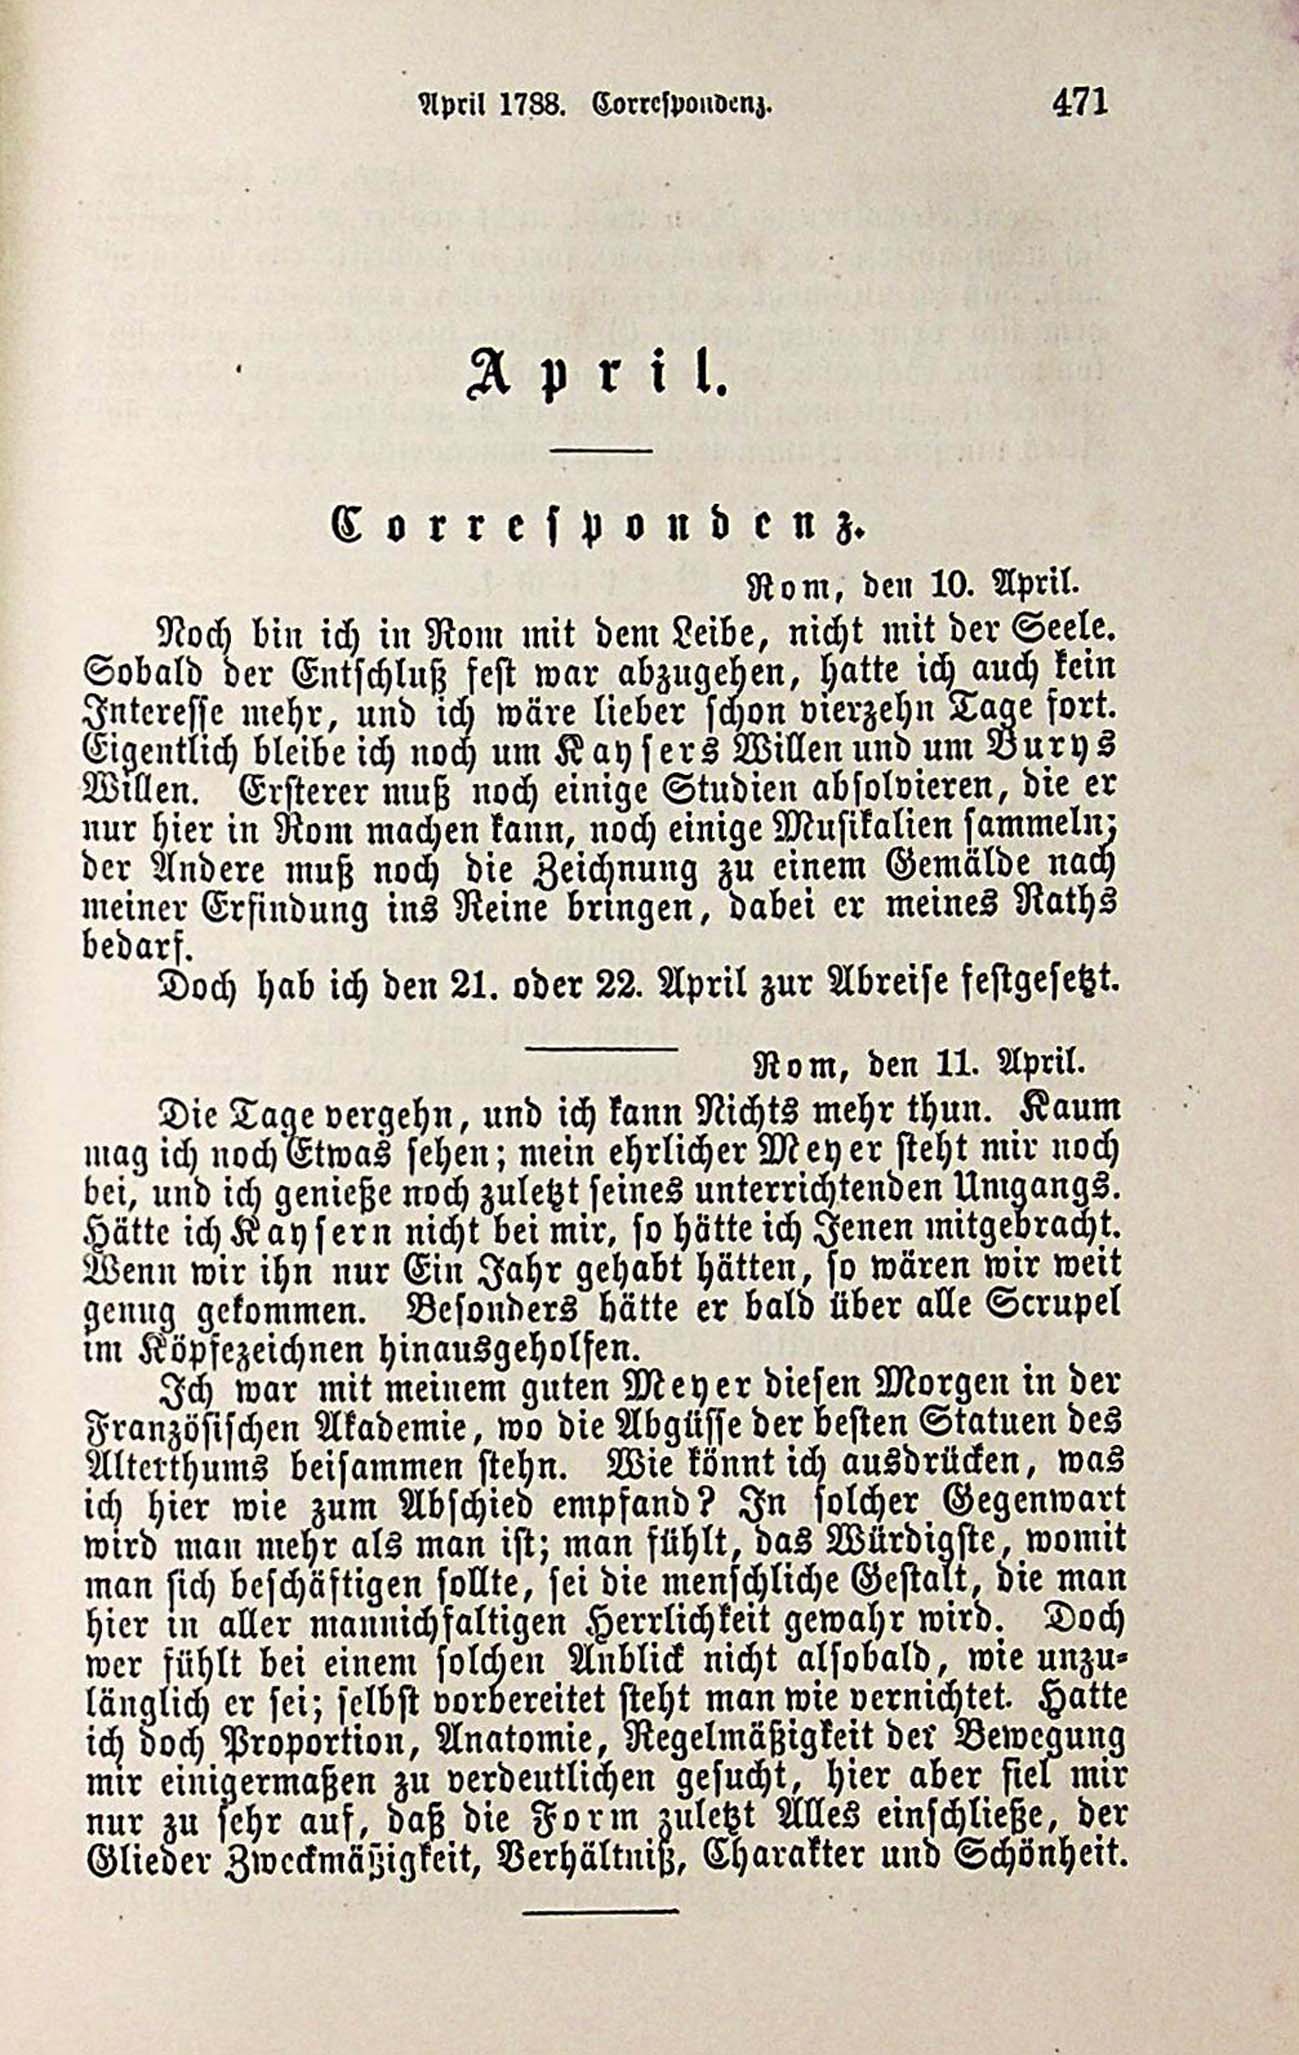 April 1788. Correspondenz. 471
April.
Correspondenz.
Rom, den 10. April.
Noch bin ich in Rom mit dem Leibe, nicht mit der Seele.
Sobald der Entschluß fest war abzugehen, hatte ich auch kein
Interesse mehr, und ich wäre lieber schon vierzehn Tage fort.
Eigentlich bleibe ich noch um Kaysers Willen und um Burys
Willen. Ersterer muß noch einige Studien absolvieren, die er
nur hier in Rom machen kann, noch einige Musikalien sammeln;
der Andere muß noch die Zeichnung zu einem Gemälde nach
meiner Erfindung ins Reine bringen, dabei er meines Raths
bedarf.
Doch hab ich den 21. oder 22. April zur Abreise festgesetzt.
Rom, den 11. April.
Die Tage vergehn, und ich kann Nichts mehr thun. Kaum
mag ich noch Etwas sehen; mein ehrlicher Meyer steht mir noch
bei, und ich genieße noch zuletzt seines unterrichtenden Umgangs.
Hätte ich Kaysern nicht bei mir, so hätte ich Jenen mitgebracht.
Wenn wir ihn nur Ein Jahr gehabt hätten, so wären wir weit
genug gekommen. Besonders hätte er bald über alle Scrupel
im Köpfezeichnen hinausgeholfen.
Ich war mit meinem guten Meyer diesen Morgen in der
Französischen Akademie, wo die Abgüsse der besten Statuen des
Alterthums beisammen stehn. Wie könnt ich ausdrücken, was
ich hier wie zum Abschied empfand? In solcher Gegenwart
wird man mehr als man ist; man fühlt, das Würdigste, womit
man sich beschäftigen sollte, sei die menschliche Gestalt, die man
hier in aller mannichfaltigen Herrlichkeit gewahr wird. Doch
wer fühlt bei einem solchen Anblick nicht alsobald, wie unzu-
länglich er sei; selbst vorbereitet steht man wie vernichtet. Hatte
ich doch Proportion, Anatomie, Regelmäßigkeit der Bewegung
mir einigermaßen zu verdeutlichen gesucht, hier aber fiel mir
nur zu sehr auf, daß die Form zuletzt Alles einschließe, der
Glieder Zweckmäßigkeit, Verhältniß, Charakter und Schönheit.